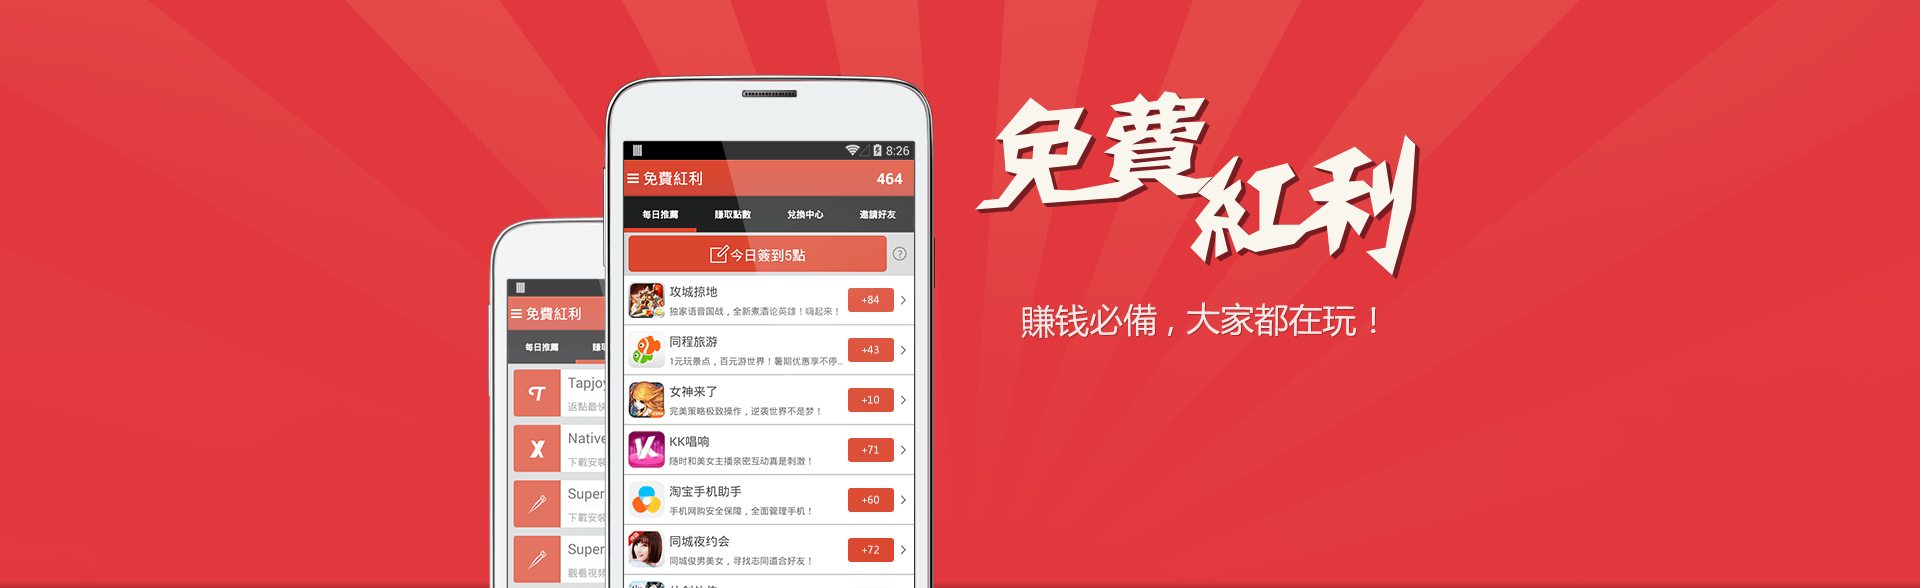 免費紅利
賺钱必備，大家都在玩！
8:26
免費紅利
464
每日推薦
賺取點數
兌換中心
邀請好友
今日簽到5點
?
攻城掠地
独家语音国战，全新煮酒论英雄！嗨起来！
+84
同程旅游
1元玩景点，百元游世界！暑期优惠享不停...
+43
女神来了
完美策略极致操作，逆袭世界不是梦！
+10
KK唱响
随时和美女主播亲密互动真是刺激！
+71
淘宝手机助手
手机网购安全保障，全面管理手机！
+60
同城夜约会
同城俊男美女，寻找志同道合好友！
+72
免費紅利
每日推薦
賺取
Tapjoy
返點最快
Native
下載安裝
Super
下載安裝
Super
觀看視頻